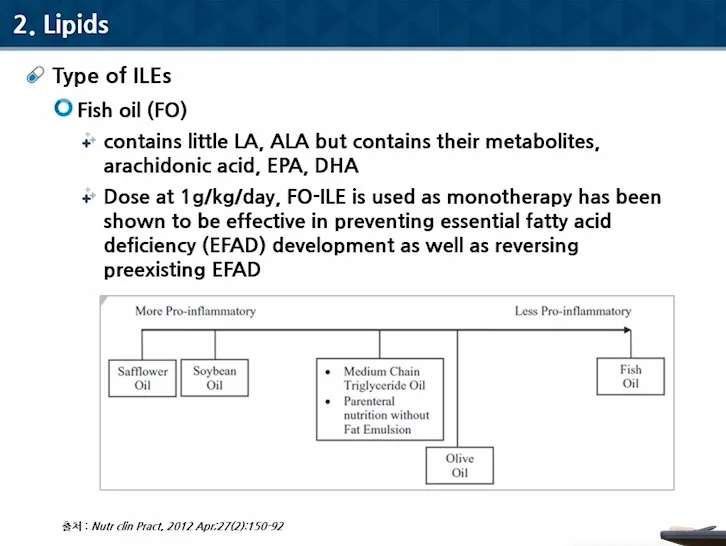 2. Lipids
Type of ILEs
Fish oil (FO)
contains little LA, ALA but contains their metabolites,
arachidonic acid, EPA, DHA
Dose at 1g/kg/day, FO-ILE is used as monotherapy has been
shown to be effective in preventing essential fatty acid
deficiency (EFAD) development as well as reversing
preexisting EFAD
More Pro-inflammatory
Less Pro-inflammatory
Safflower
Oil
Soybean
Oil
• Medium Chain
Triglyceride Oil
• Parenteral
nutrition without
Fat Emulsion
Olive
Oil
Fish
Oil
출처 : Nutr clin Pract, 2012 Apr;27(2):150-92